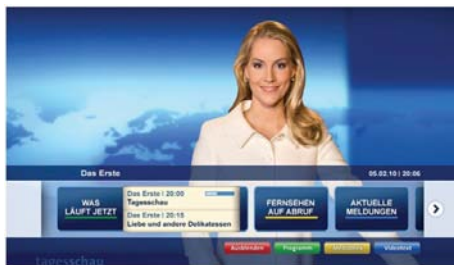 Das Erste
05.02.10 | 20:06
WAS
LÄUFT JETZT
Das Erste | 20:00
Tagesschau
Das Erste | 20:15
Liebe und andere Delikatessen
FERNSEHEN
AUF ABRUF
AKTUELLE
MELDUNGEN
Ausblenden
Programm
Mediathek
Videotext
tagesschau